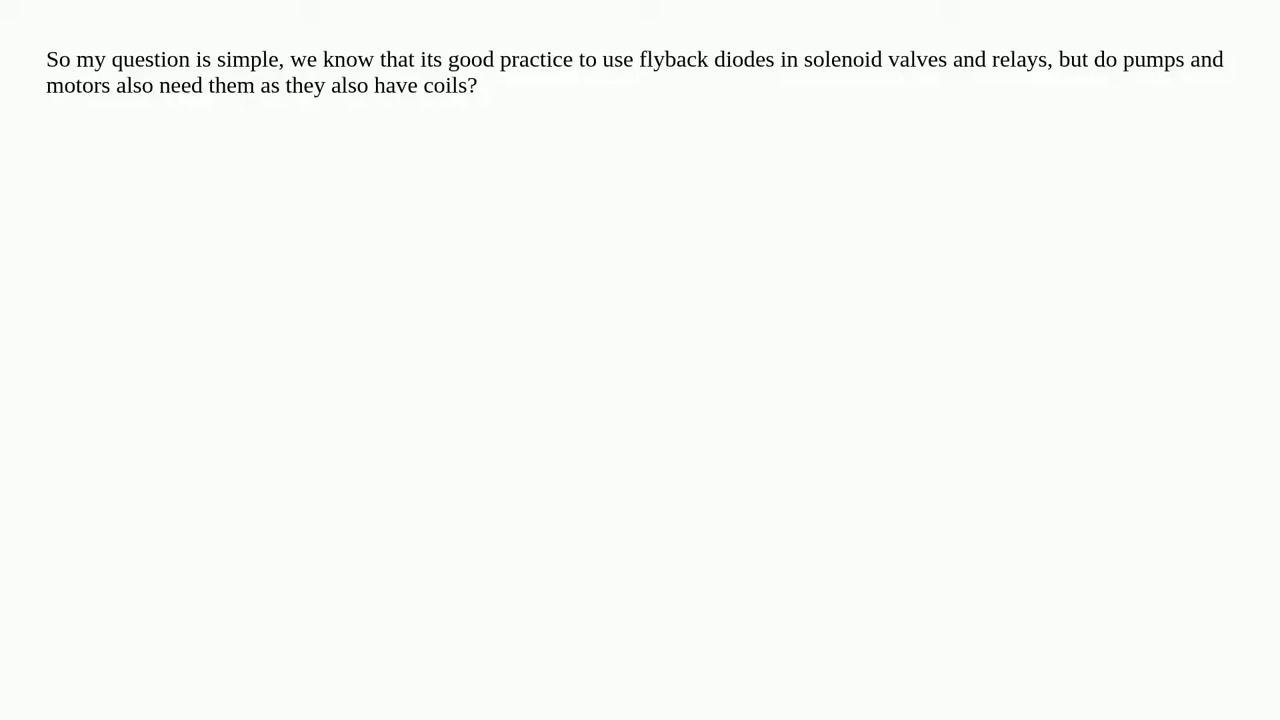 So my question is simple, we know that its good practice to use flyback diodes in solenoid valves and relays, but do pumps and
motors also need them as they also have coils?